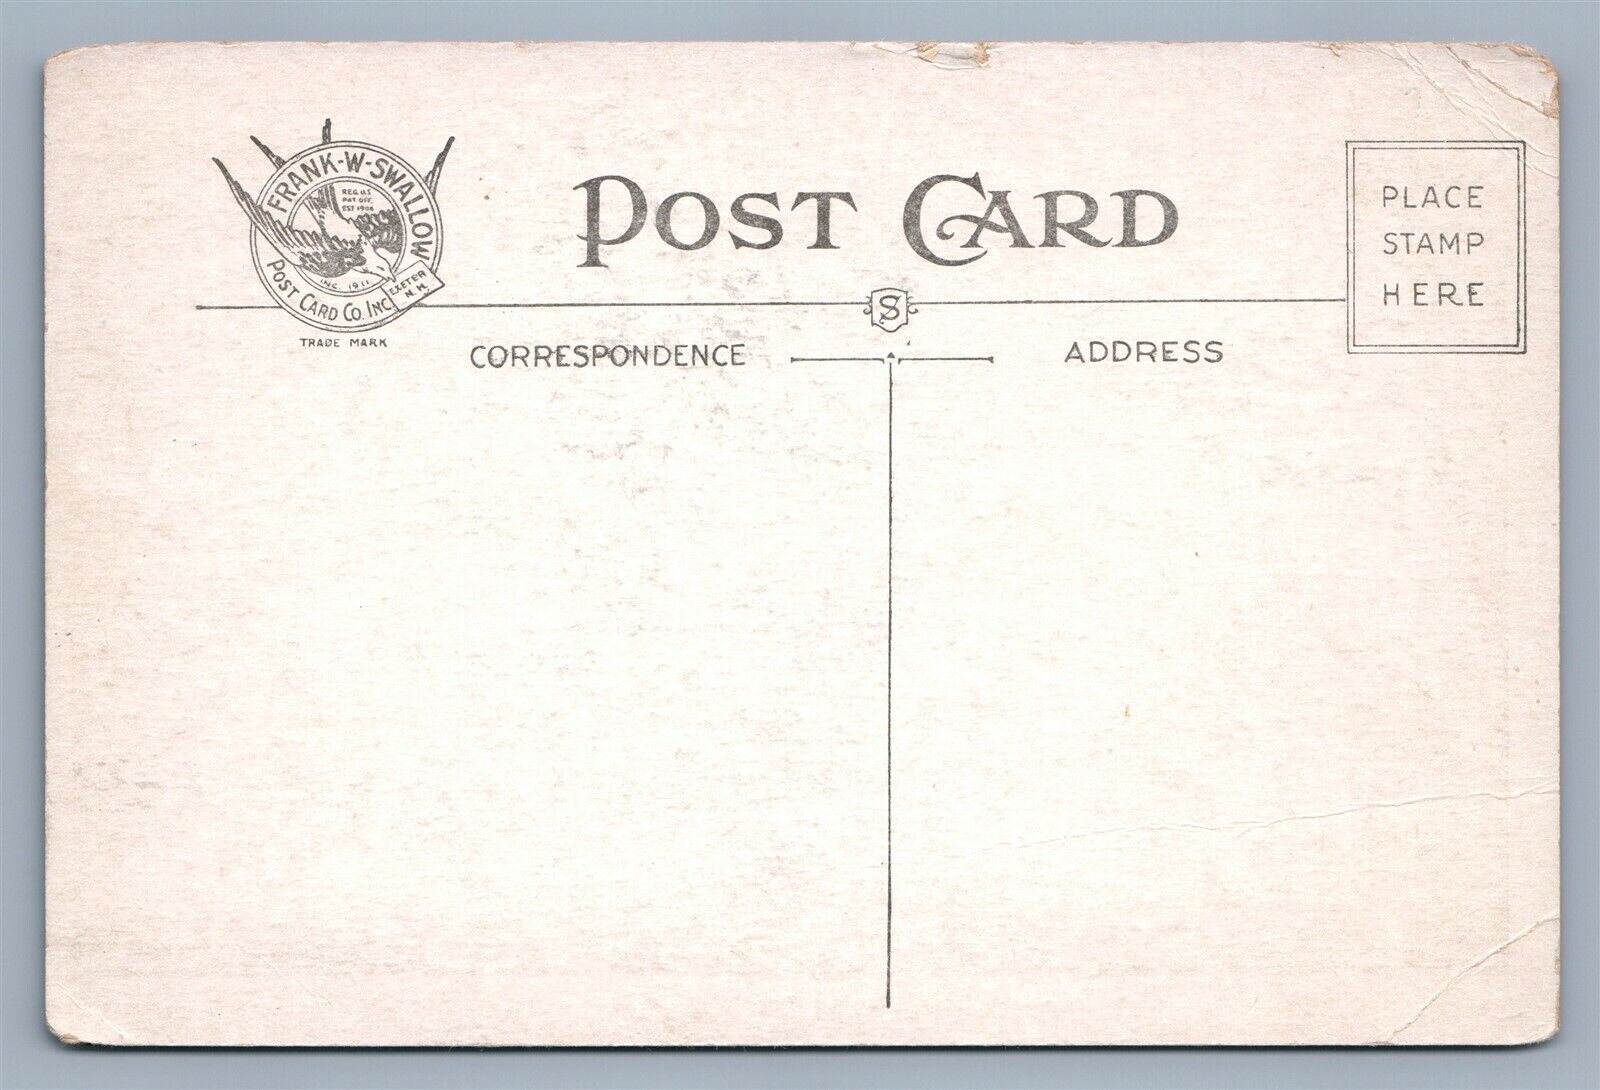 FRANK-W-SWALLOW
REG. U.S.
PAT OFF.
EST 1904
INC. 1911
POST CARD CO. INC.
EXETER
N.H.
TRADE MARK
POST CARD
PLACE
STAMP
HERE
S
CORRESPONDENCE
ADDRESS